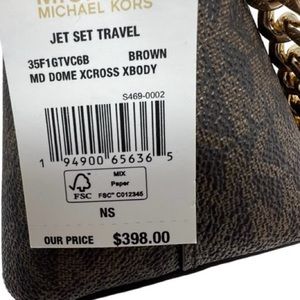 MICHAEL KORS
JET SET TRAVEL
35F1GTVC6B BROWN
MD DOME XCROSS XBODY
S469-0002
1 94900 65636 5
MIX
Paper
FSC
FSC™ C012345
NS
OUR PRICE $398.00